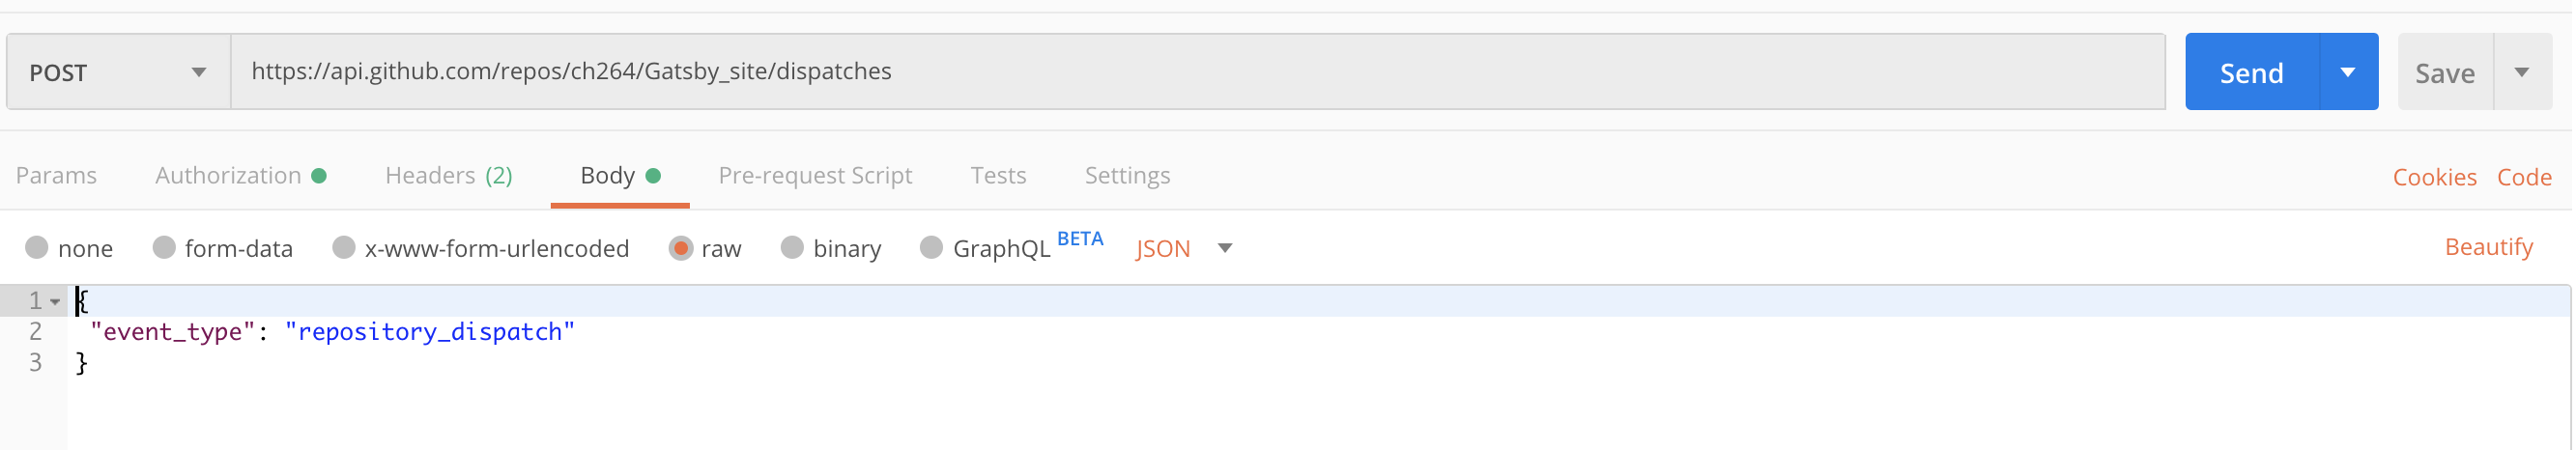 POST https://api.github.com/repos/ch264/Gatsby_site/dispatches Send Save
Params Authorization Headers (2) Body Pre-request Script Tests Settings Cookies Code
none form-data x-www-form-urlencoded raw binary GraphQL BETA JSON Beautify
1 {
2 "event_type": "repository_dispatch"
3 }